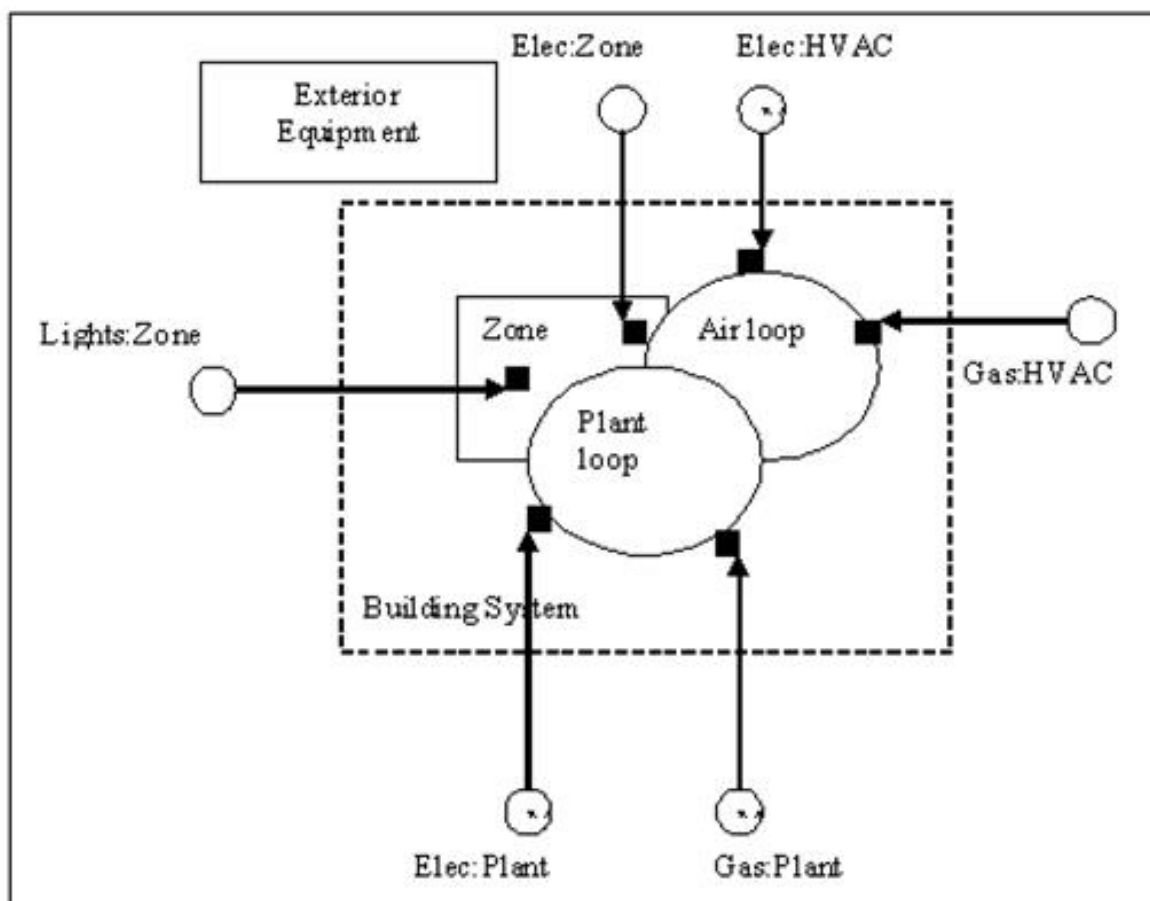 Elec:Zone
Elec:HVAC
Exterior
Equipment
Lights:Zone
Zone
Air loop
Gas:HVAC
Plant
loop
Building System
Elec:Plant
Gas:Plant